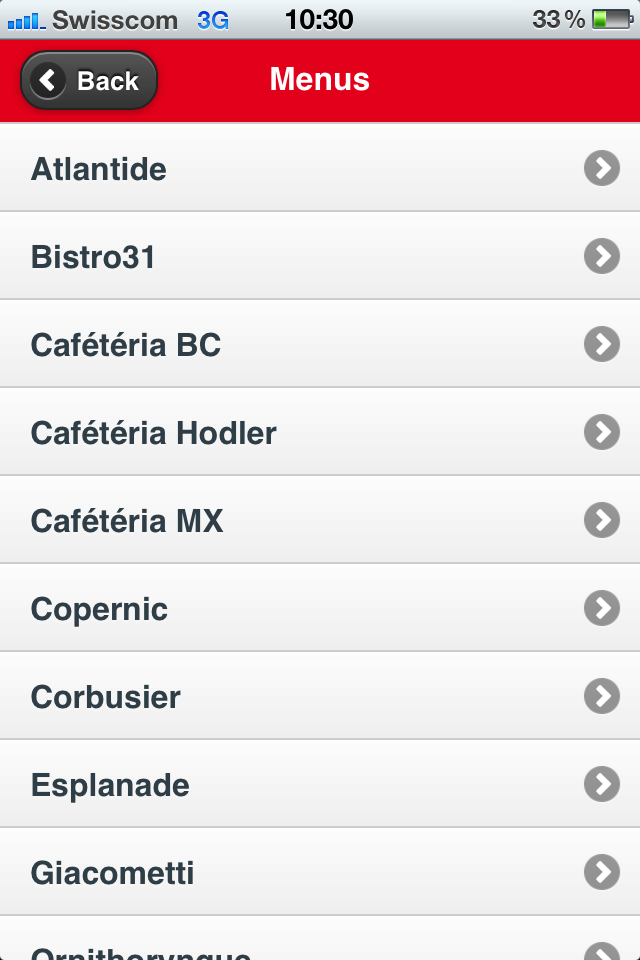 Swisscom 3G 10:30 33 %
Back Menus
Atlantide
Bistro31
Cafétéria BC
Cafétéria Hodler
Cafétéria MX
Copernic
Corbusier
Esplanade
Giacometti
Ornithorynque